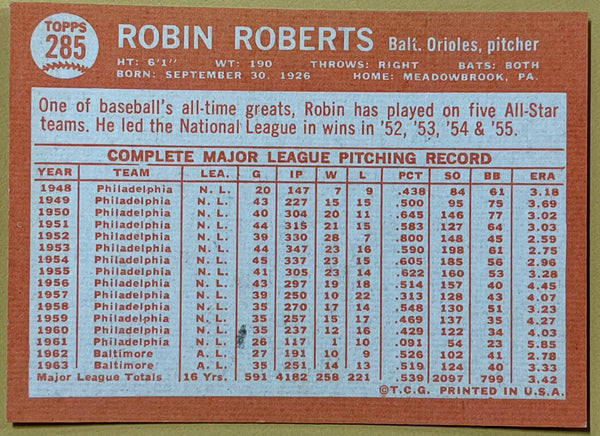 TOPPS
285
ROBIN ROBERTS Balt. Orioles, pitcher
HT: 6'1" WT: 190 THROWS: RIGHT BATS: BOTH
BORN: SEPTEMBER 30, 1926 HOME: MEADOWBROOK, PA.
One of baseball's all-time greats, Robin has played on five All-Star
teams. He led the National League in wins in '52, '53, '54 & '55.
COMPLETE MAJOR LEAGUE PITCHING RECORD
YEAR TEAM LEA. G IP W L PCT SO BB ERA
1948 Philadelphia N. L. 20 147 7 9 .438 84 61 3.18
1949 Philadelphia N. L. 43 227 15 15 .500 95 75 3.69
1950 Philadelphia N. L. 40 304 20 11 .645 146 77 3.02
1951 Philadelphia N. L. 44 315 21 15 .583 127 64 3.03
1952 Philadelphia N. L. 39 330 28 7 .800 148 45 2.59
1953 Philadelphia N. L. 44 347 23 16 .590 198 61 2.75
1954 Philadelphia N. L. 45 337 23 15 .605 185 56 2.96
1955 Philadelphia N. L. 41 305 23 14 .622 160 53 3.28
1956 Philadelphia N. L. 43 297 19 18 .514 157 40 4.45
1957 Philadelphia N. L. 39 250 10 22 .313 128 43 4.07
1958 Philadelphia N. L. 35 270 17 14 .548 130 51 3.23
1959 Philadelphia N. L. 35 257 15 17 .469 137 35 4.27
1960 Philadelphia N. L. 35 237 12 16 .429 122 34 4.03
1961 Philadelphia N. L. 26 117 1 10 .091 54 23 5.85
1962 Baltimore A. L. 27 191 10 9 .526 102 41 2.78
1963 Baltimore A. L. 35 251 14 13 .519 124 40 3.33
Major League Totals 16 Yrs. 591 4182 258 221 .539 2097 799 3.42
©T.C.G. PRINTED IN U.S.A.